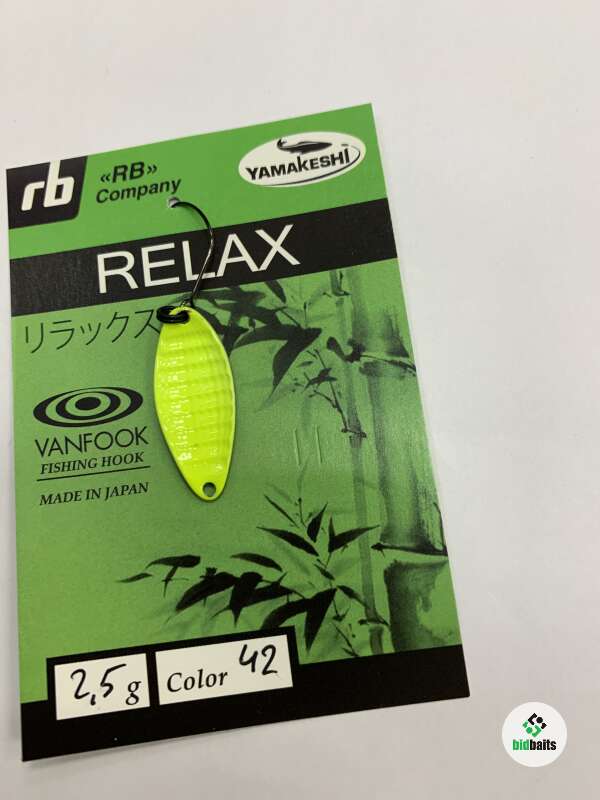 rb
«RB»
Company
YAMAKESHI
RELAX
リラックス
VANFOOK
FISHING HOOK
MADE IN JAPAN
2,5 g
Color 42
bidbaits